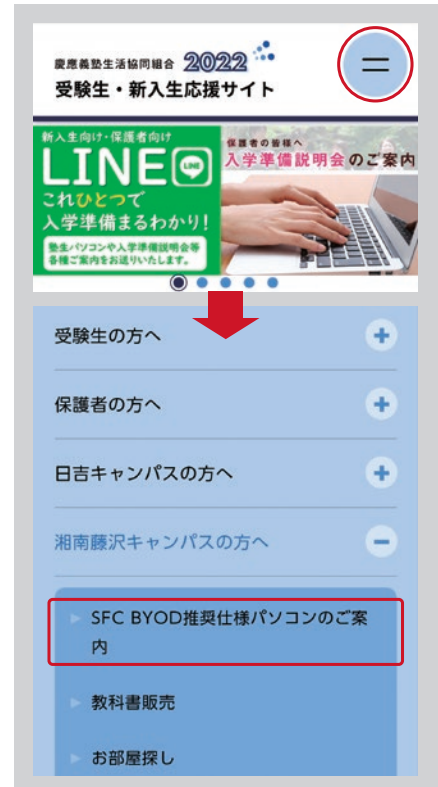 慶應義塾生活協同組合 2022
受験生・新入生応援サイト
新入生向け・保護者向け
LINE
LINE
これひとつで
入学準備まるわかり!
塾生パソコンや入学準備説明会等
各種ご案内をお送りいたします。
保護者の皆様へ
入学準備説明会のご案内
受験生の方へ
保護者の方へ
日吉キャンパスの方へ
湘南藤沢キャンパスの方へ
SFC BYOD推奨仕様パソコンのご案
内
教科書販売
お部屋探し